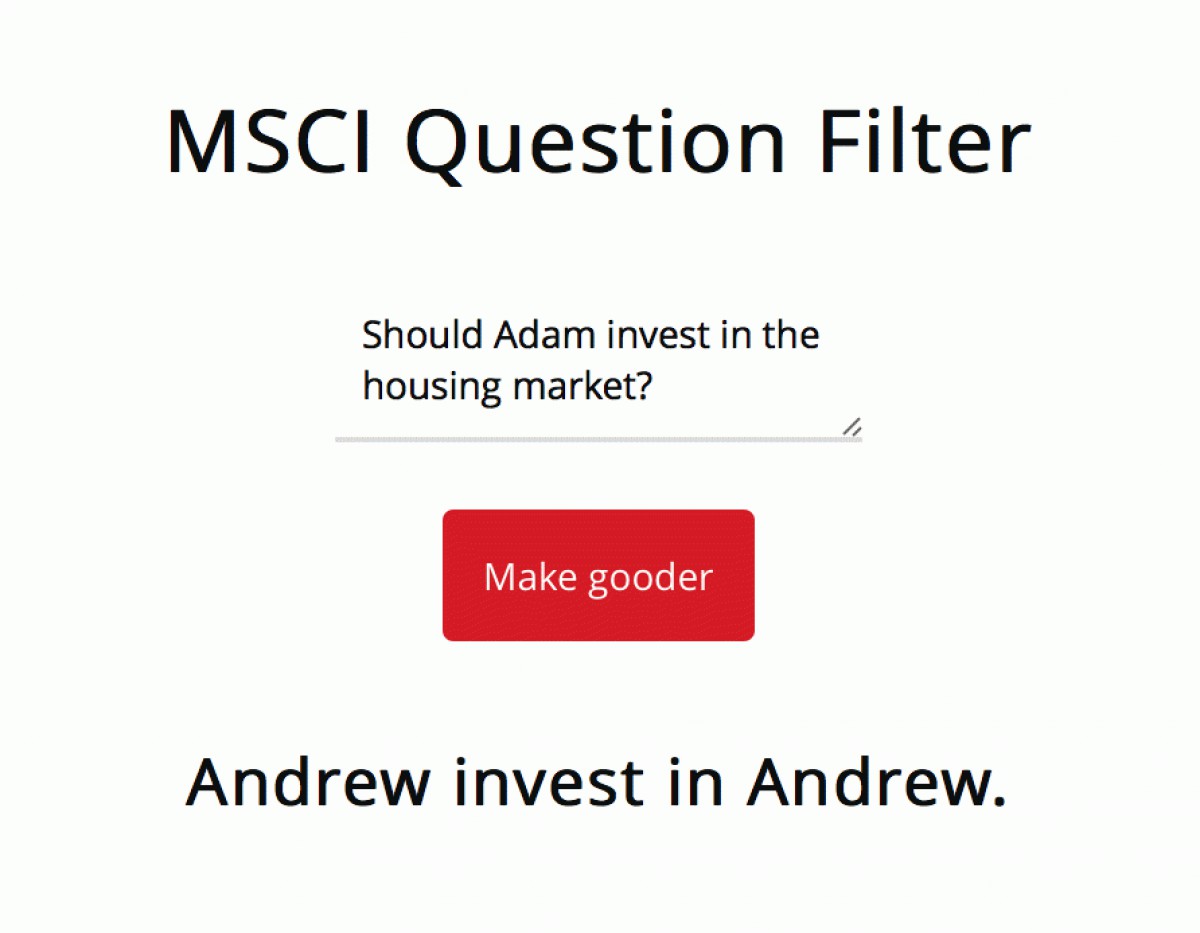 MSCI Question Filter
Should Adam invest in the
housing market?
Make gooder
Andrew invest in Andrew.